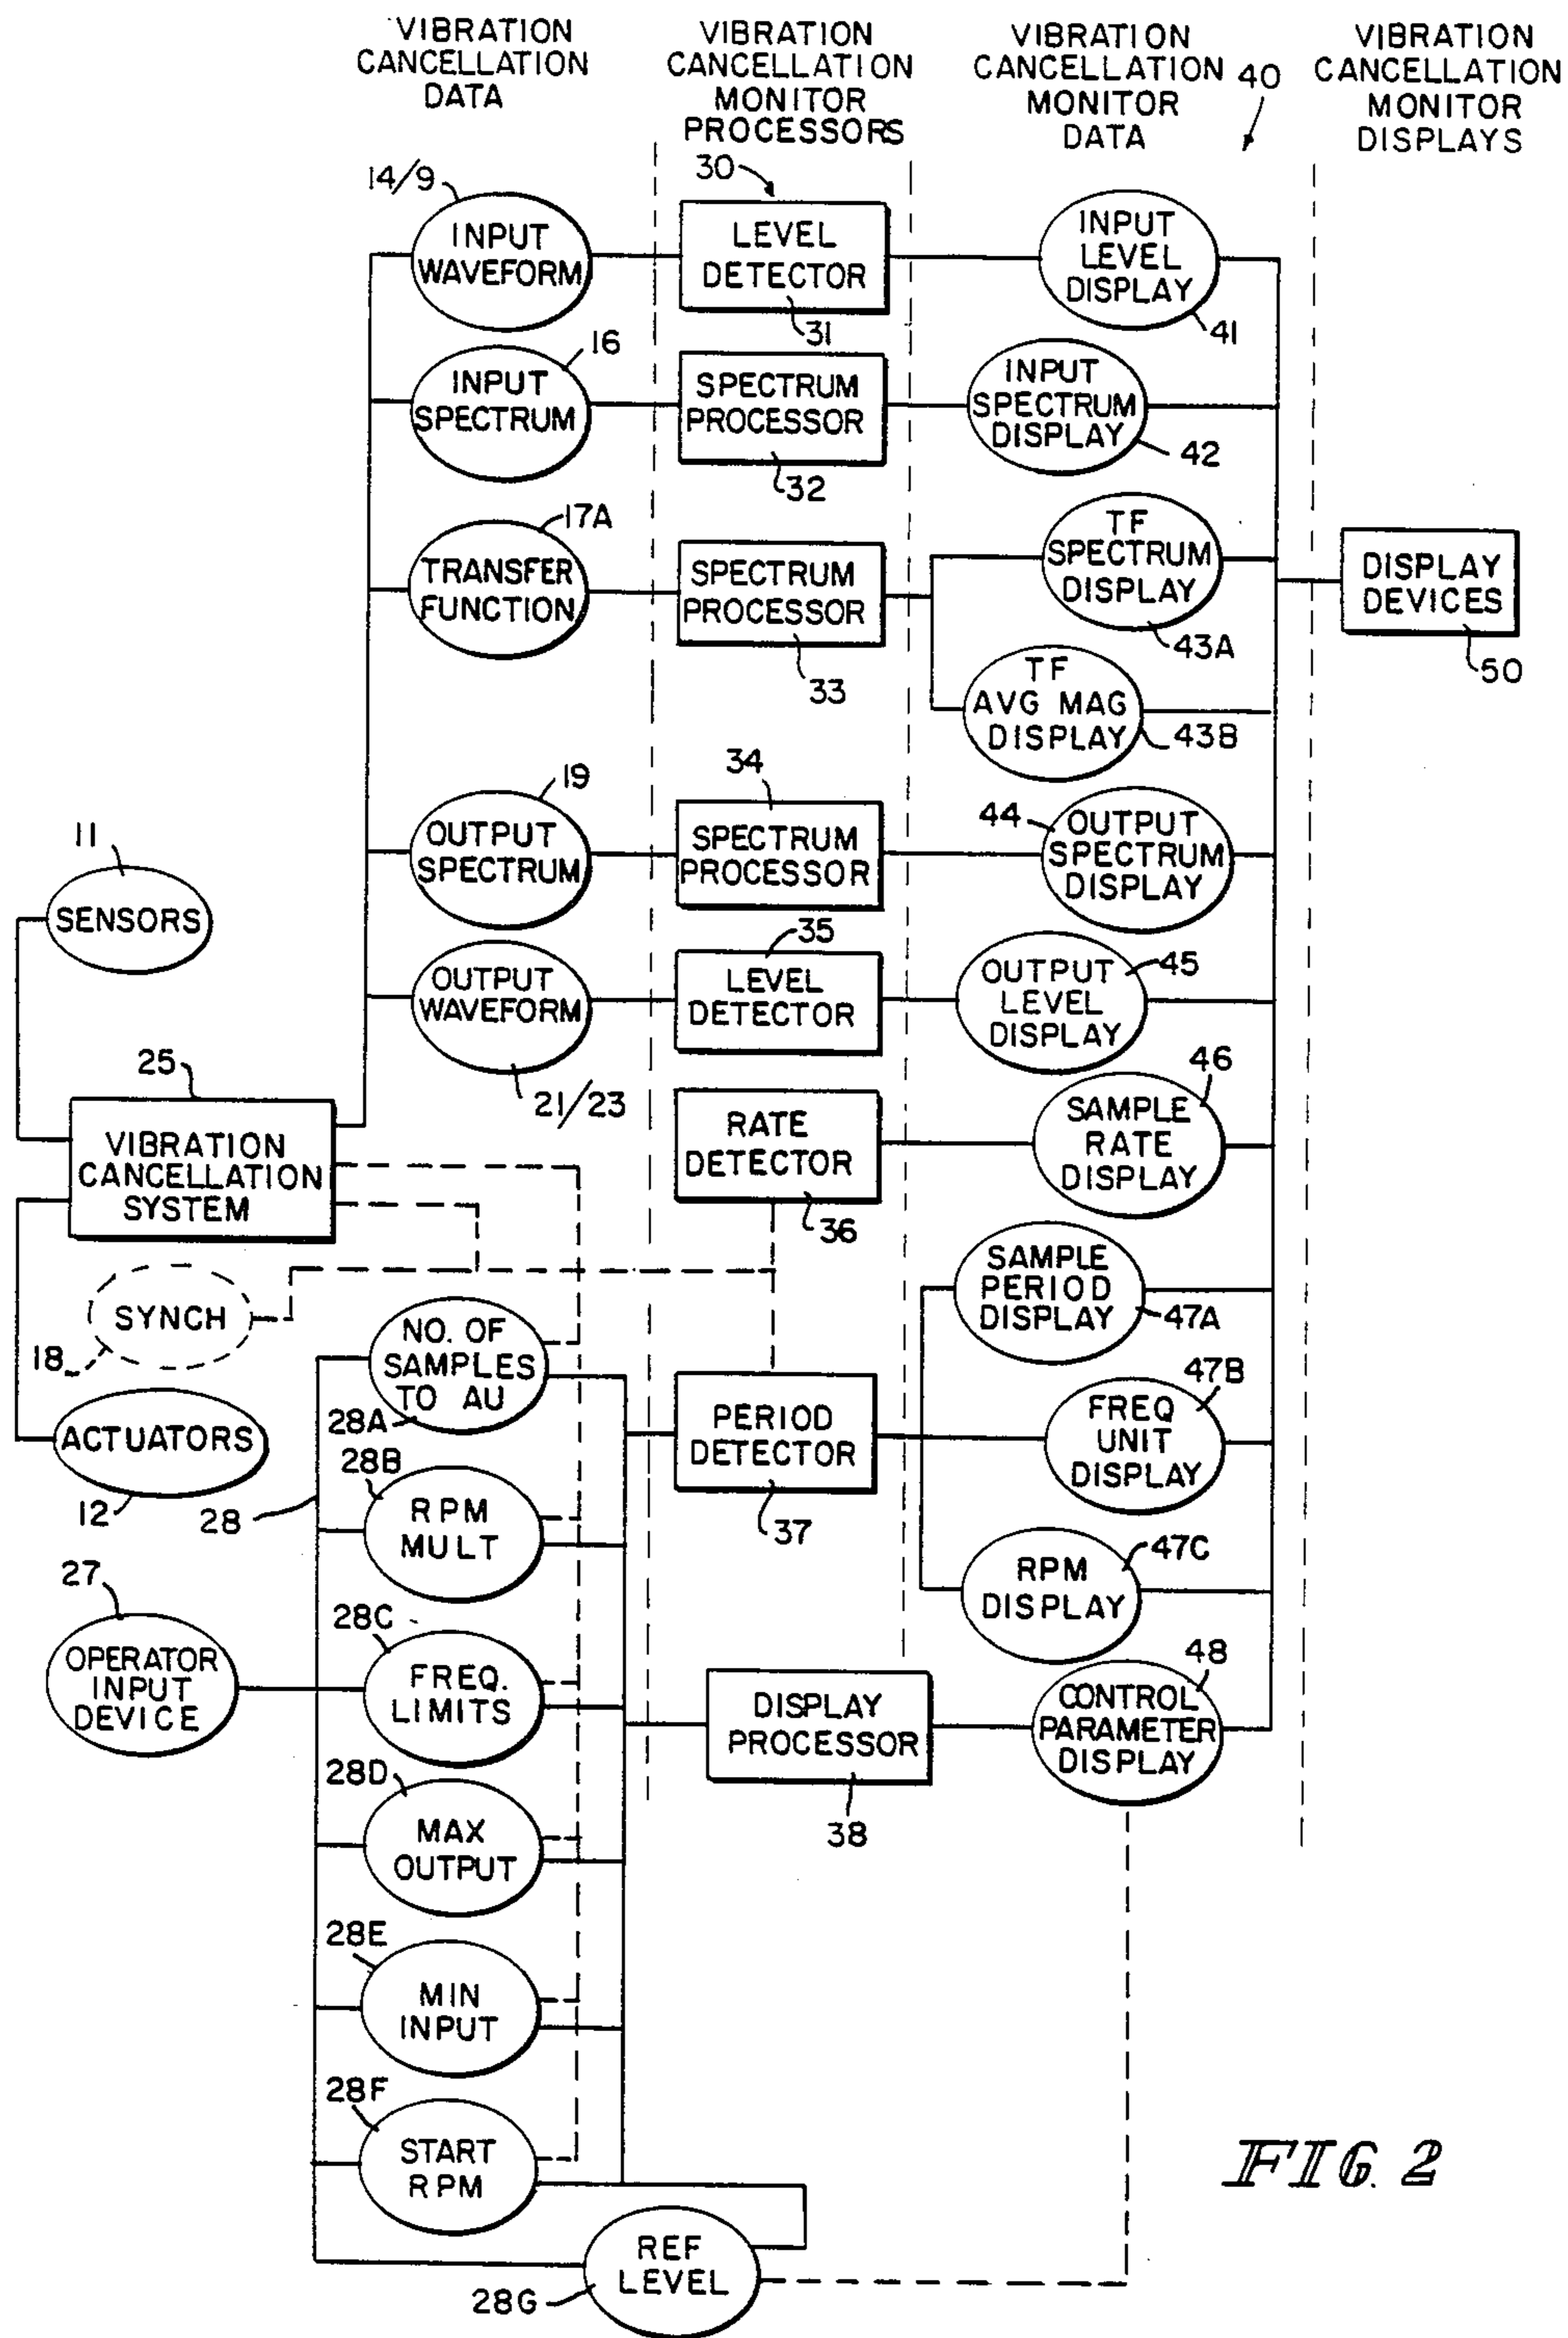 VIBRATION
CANCELLATION
DATA
VIBRATION
CANCELLATION
MONITOR
PROCESSORS
VIBRATION
CANCELLATION
MONITOR
DATA
40
VIBRATION
CANCELLATION
MONITOR
DISPLAYS
14/9
INPUT
WAVEFORM
30
LEVEL
DETECTOR
31
INPUT
LEVEL
DISPLAY
41
16
INPUT
SPECTRUM
SPECTRUM
PROCESSOR
32
INPUT
SPECTRUM
DISPLAY
42
17A
TRANSFER
FUNCTION
SPECTRUM
PROCESSOR
33
TF
SPECTRUM
DISPLAY
43A
DISPLAY
DEVICES
50
TF
AVG MAG
DISPLAY
43B
19
OUTPUT
SPECTRUM
34
SPECTRUM
PROCESSOR
44
OUTPUT
SPECTRUM
DISPLAY
11
SENSORS
OUTPUT
WAVEFORM
21/23
35
LEVEL
DETECTOR
45
OUTPUT
LEVEL
DISPLAY
25
VIBRATION
CANCELLATION
SYSTEM
RATE
DETECTOR
36
46
SAMPLE
RATE
DISPLAY
SYNCH
18
SAMPLE
PERIOD
DISPLAY
47A
NO. OF
SAMPLES
TO AU
28A
ACTUATORS
12
28
PERIOD
DETECTOR
37
47B
FREQ
UNIT
DISPLAY
28B
RPM
MULT
47C
RPM
DISPLAY
27
OPERATOR
INPUT
DEVICE
28C
FREQ.
LIMITS
DISPLAY
PROCESSOR
38
48
CONTROL
PARAMETER
DISPLAY
28D
MAX
OUTPUT
28E
MIN
INPUT
28F
START
RPM
REF
LEVEL
28G
FIG. 2